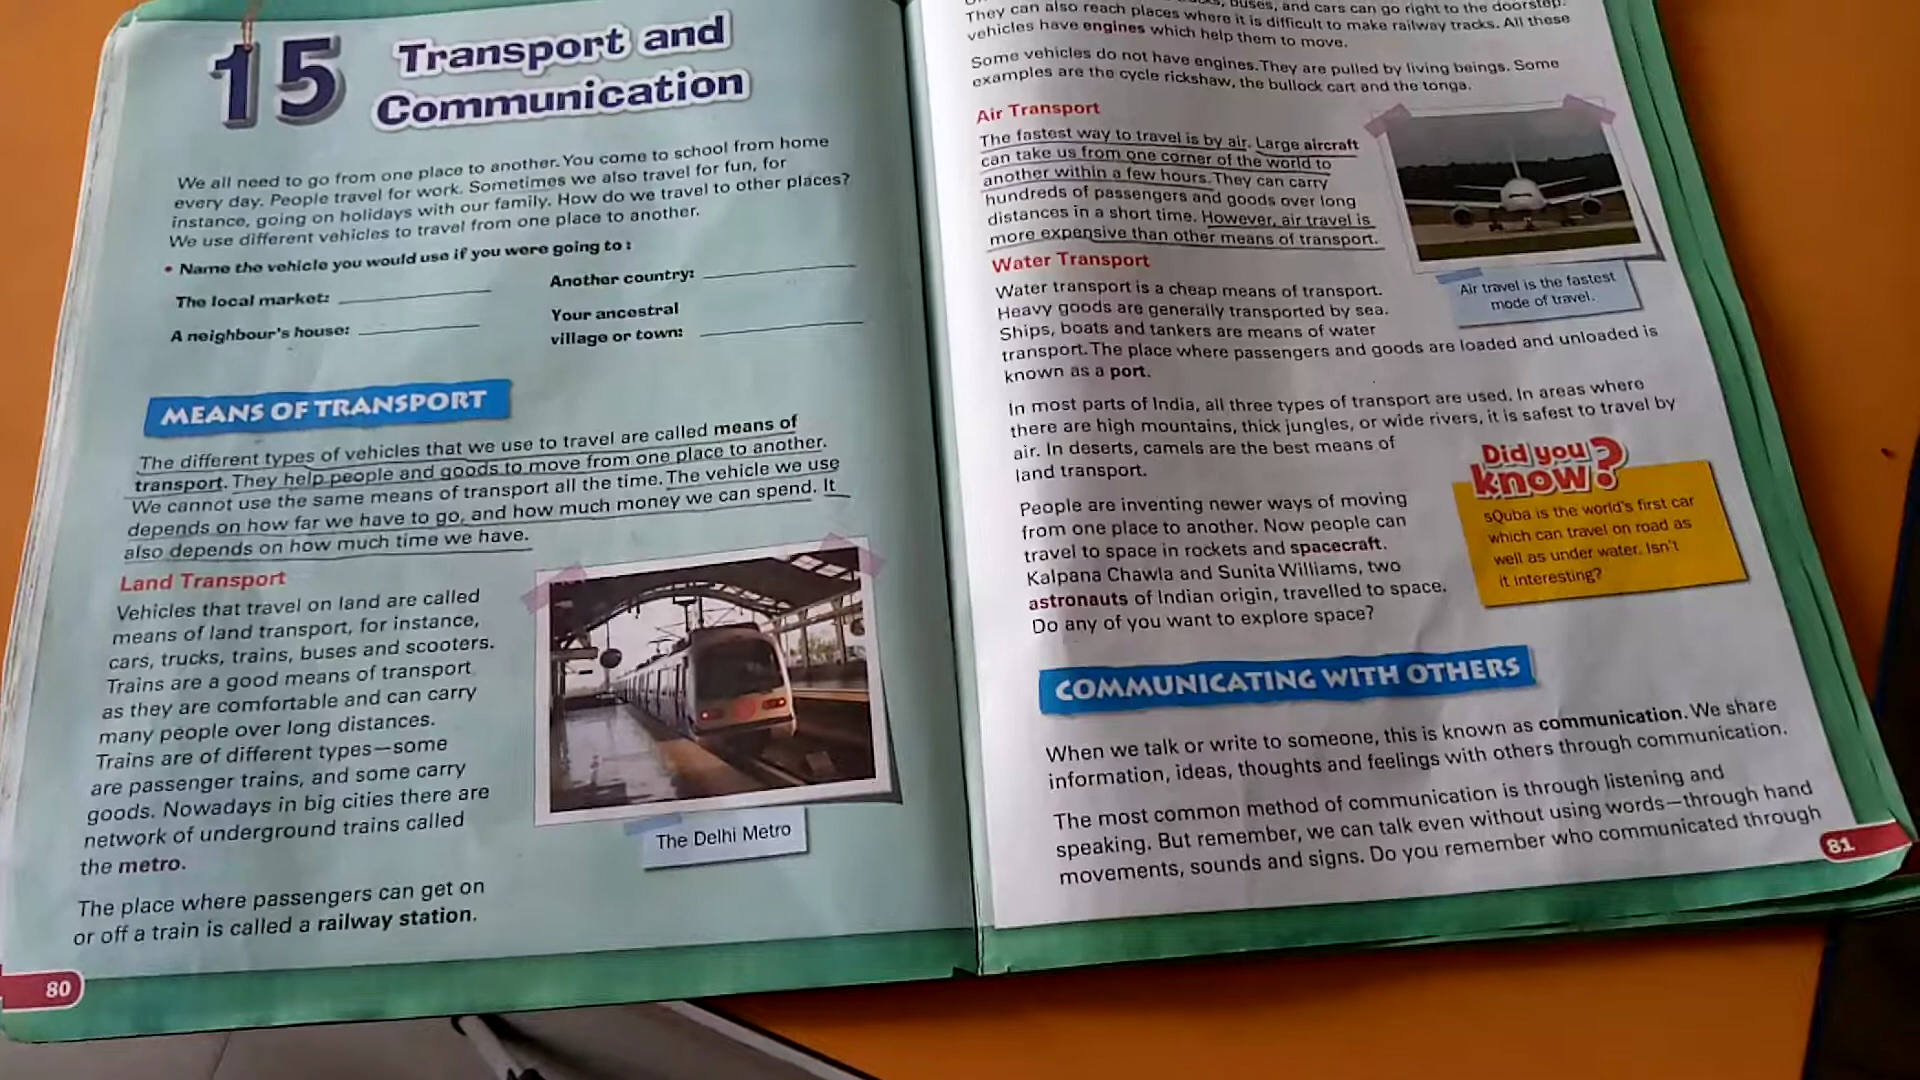 15
Transport and
Communication
We all need to go from one place to another. You come to school from home
every day. People travel for work. Sometimes we also travel for fun, for
instance, going on holidays with our family. How do we travel to other places?
We use different vehicles to travel from one place to another.
• Name the vehicle you would use if you were going to :
The local market:
Another country:
A neighbour's house:
Your ancestral
village or town:
MEANS OF TRANSPORT
The different types of vehicles that we use to travel are called means of
transport. They help people and goods to move from one place to another.
We cannot use the same means of transport all the time. The vehicle we use
depends on how far we have to go, and how much money we can spend. It
also depends on how much time we have.
Land Transport
Vehicles that travel on land are called
means of land transport, for instance,
cars, trucks, trains, buses and scooters.
Trains are a good means of transport
as they are comfortable and can carry
many people over long distances.
Trains are of different types—some
are passenger trains, and some carry
goods. Nowadays in big cities there are
network of underground trains called
the metro.
The Delhi Metro
The place where passengers can get on
or off a train is called a railway station.
80
buses, and cars can go right to the doorstep.
They can also reach places where it is difficult to make railway tracks. All these
vehicles have engines which help them to move.
Some vehicles do not have engines. They are pulled by living beings. Some
examples are the cycle rickshaw, the bullock cart and the tonga.
Air Transport
The fastest way to travel is by air. Large aircraft
can take us from one corner of the world to
another within a few hours. They can carry
hundreds of passengers and goods over long
distances in a short time. However, air travel is
more expensive than other means of transport.
Air travel is the fastest
mode of travel.
Water Transport
Water transport is a cheap means of transport.
Heavy goods are generally transported by sea.
Ships, boats and tankers are means of water
transport. The place where passengers and goods are loaded and unloaded is
known as a port.
In most parts of India, all three types of transport are used. In areas where
there are high mountains, thick jungles, or wide rivers, it is safest to travel by
air. In deserts, camels are the best means of
land transport.
Did you
know?
sQuba is the world's first car
which can travel on road as
well as under water. Isn't
it interesting?
People are inventing newer ways of moving
from one place to another. Now people can
travel to space in rockets and spacecraft.
Kalpana Chawla and Sunita Williams, two
astronauts of Indian origin, travelled to space.
Do any of you want to explore space?
COMMUNICATING WITH OTHERS
When we talk or write to someone, this is known as communication. We share
information, ideas, thoughts and feelings with others through communication.
The most common method of communication is through listening and
speaking. But remember, we can talk even without using words—through hand
movements, sounds and signs. Do you remember who communicated through
81